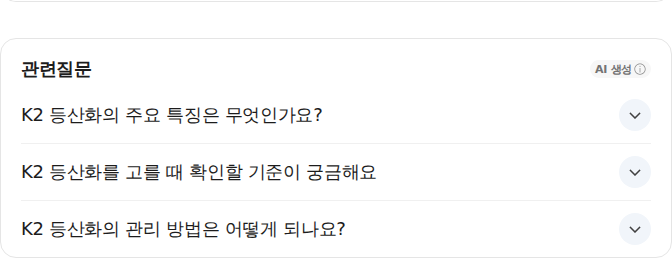 관련질문
AI 생성
K2 등산화의 주요 특징은 무엇인가요?
K2 등산화를 고를 때 확인할 기준이 궁금해요
K2 등산화의 관리 방법은 어떻게 되나요?